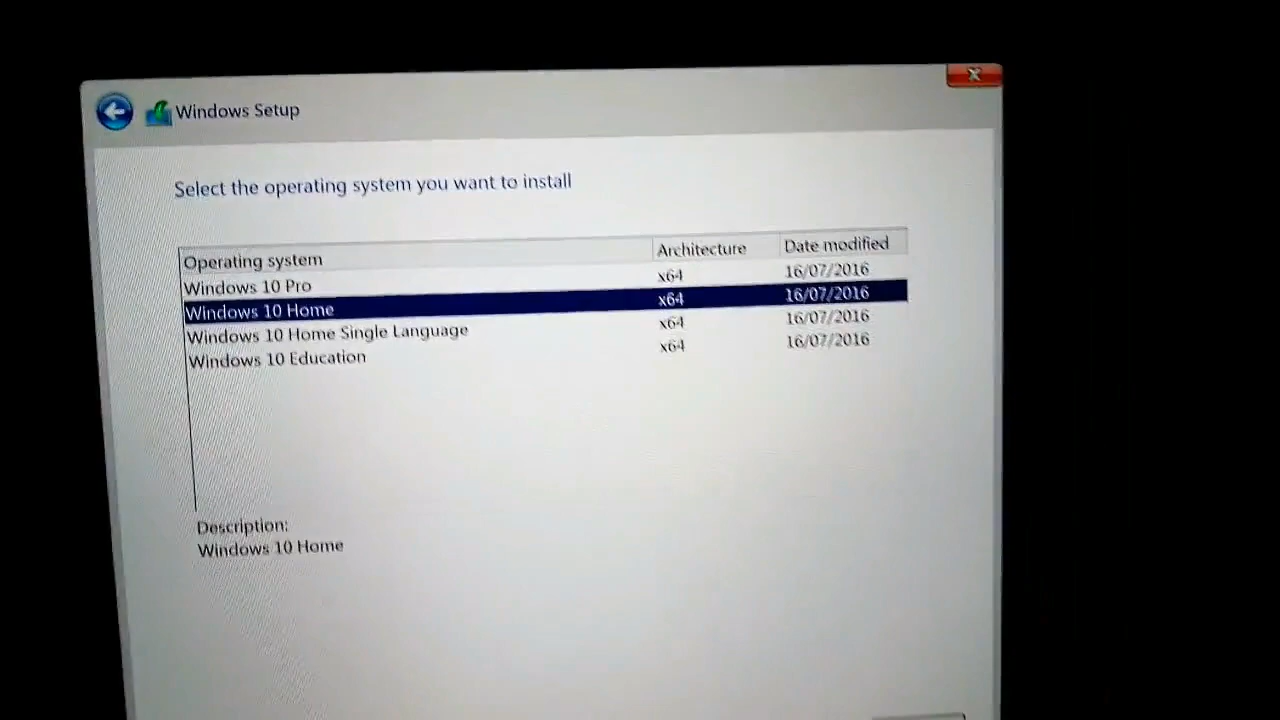 Windows Setup
Select the operating system you want to install
Operating system Architecture Date modified
Windows 10 Pro x64 16/07/2016
Windows 10 Home x64 16/07/2016
Windows 10 Home Single Language x64 16/07/2016
Windows 10 Education x64 16/07/2016
Description:
Windows 10 Home